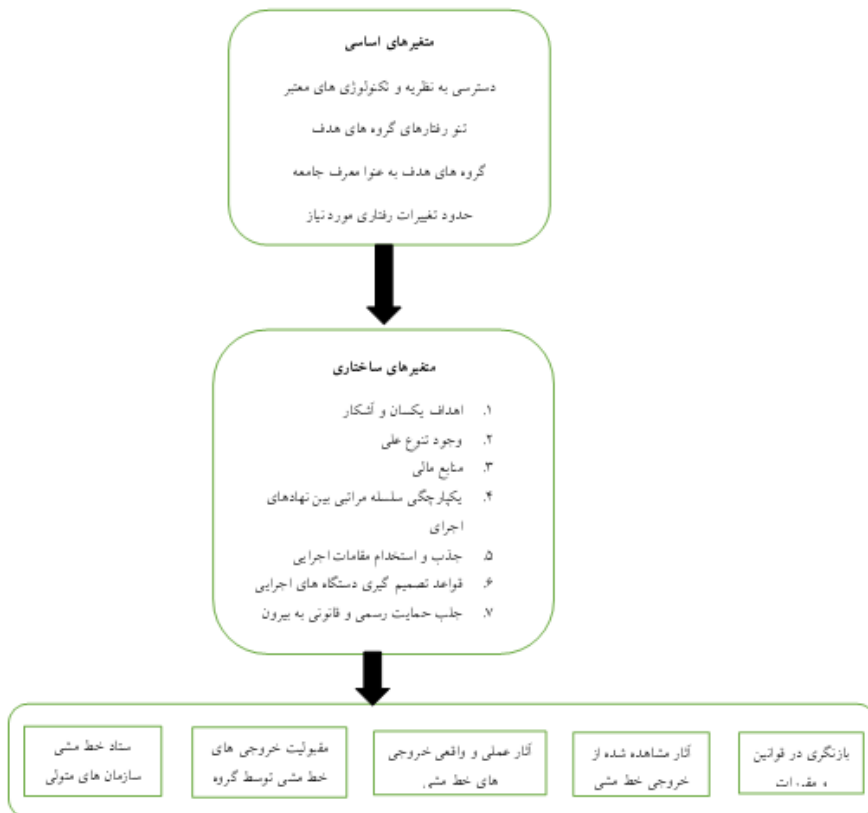 متغیرهای اساسی
دسترسی به نظریه و تکنولوژی های معتبر
تنو رفتارهای گروه های هدف
گروه های هدف به عنوا معرف جامعه
حدود تغییرات رفتاری مورد نیاز
متغیرهای ساختاری
۱. اهداف یکسان و آشکار
۲. وجود تنوع علی
۳. منابع مالی
۴. یکپارچگی سلسله مراتبی بین نهادهای
اجرای
۵. جذب و استخدام مقامات اجرایی
۶. قواعد تصمیم گیری دستگاه های اجرایی
۷. جلب حمایت رسمی و قانونی به بیرون
بازنگری در قوانین
و مقررات
آثار مشاهده شده از
خروجی خط مشی
آثار عملی و واقعی خروجی
های خط مشی
مقبولیت خروجی های
خط مشی توسط گروه
ستاد خط مشی
سازمان های متولی